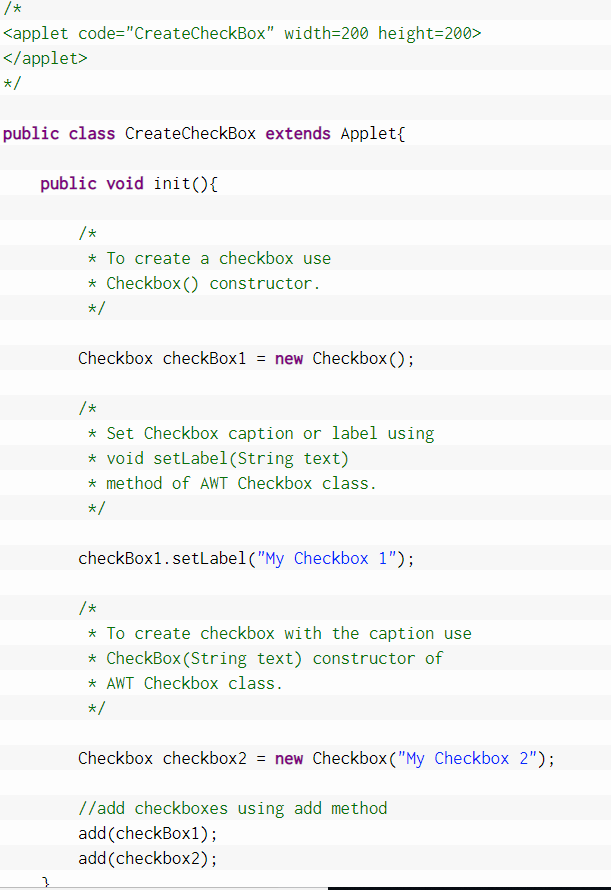 /*
<applet code="CreateCheckBox" width=200 height=200>
</applet>
*/
public class CreateCheckBox extends Applet{
public void init(){
/*
* To create a checkbox use
* Checkbox() constructor.
*/
Checkbox checkBox1 = new Checkbox();
/*
* Set Checkbox caption or label using
* void setLabel(String text)
* method of AWT Checkbox class.
*/
checkBox1.setLabel("My Checkbox 1");
/*
* To create checkbox with the caption use
* CheckBox(String text) constructor of
* AWT Checkbox class.
*/
Checkbox checkbox2 = new Checkbox("My Checkbox 2");
//add checkboxes using add method
add(checkBox1);
add(checkbox2);
}